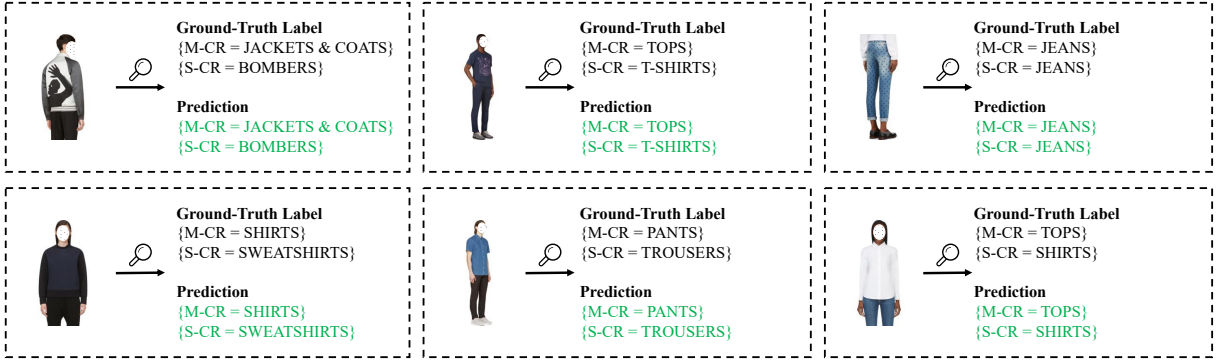 Ground-Truth Label
{M-CR = JACKETS & COATS}
{S-CR = BOMBERS}
Prediction
{M-CR = JACKETS & COATS}
{S-CR = BOMBERS}
Ground-Truth Label
{M-CR = TOPS}
{S-CR = T-SHIRTS}
Prediction
{M-CR = TOPS}
{S-CR = T-SHIRTS}
Ground-Truth Label
{M-CR = JEANS}
{S-CR = JEANS}
Prediction
{M-CR = JEANS}
{S-CR = JEANS}
Ground-Truth Label
{M-CR = SHIRTS}
{S-CR = SWEATSHIRTS}
Prediction
{M-CR = SHIRTS}
{S-CR = SWEATSHIRTS}
Ground-Truth Label
{M-CR = PANTS}
{S-CR = TROUSERS}
Prediction
{M-CR = PANTS}
{S-CR = TROUSERS}
Ground-Truth Label
{M-CR = TOPS}
{S-CR = SHIRTS}
Prediction
{M-CR = TOPS}
{S-CR = SHIRTS}